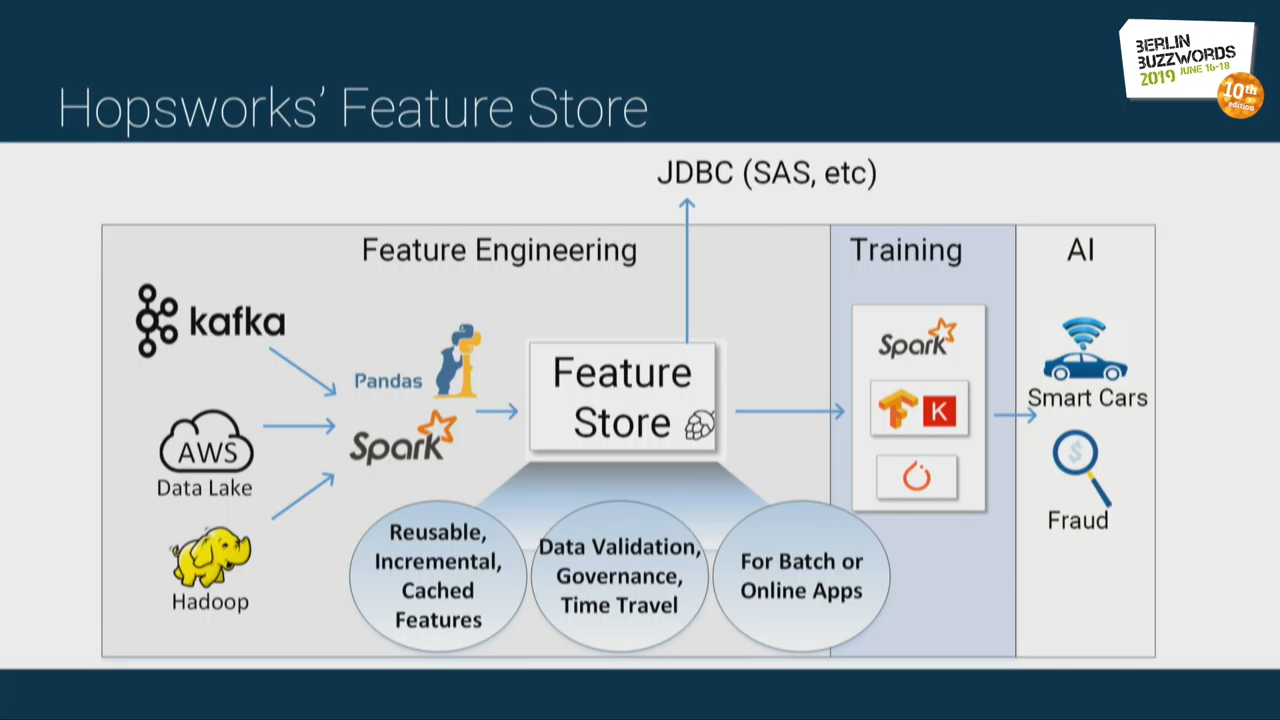 BERLIN
BUZZWORDS
2019 JUNE 16-18
10th
edition
Hopsworks’ Feature Store
JDBC (SAS, etc)
Feature Engineering
Training
AI
kafka
Pandas
Spark
AWS
Data Lake
Hadoop
Feature
Store
Spark
K
Smart Cars
$
Fraud
Reusable,
Incremental,
Cached
Features
Data Validation,
Governance,
Time Travel
For Batch or
Online Apps